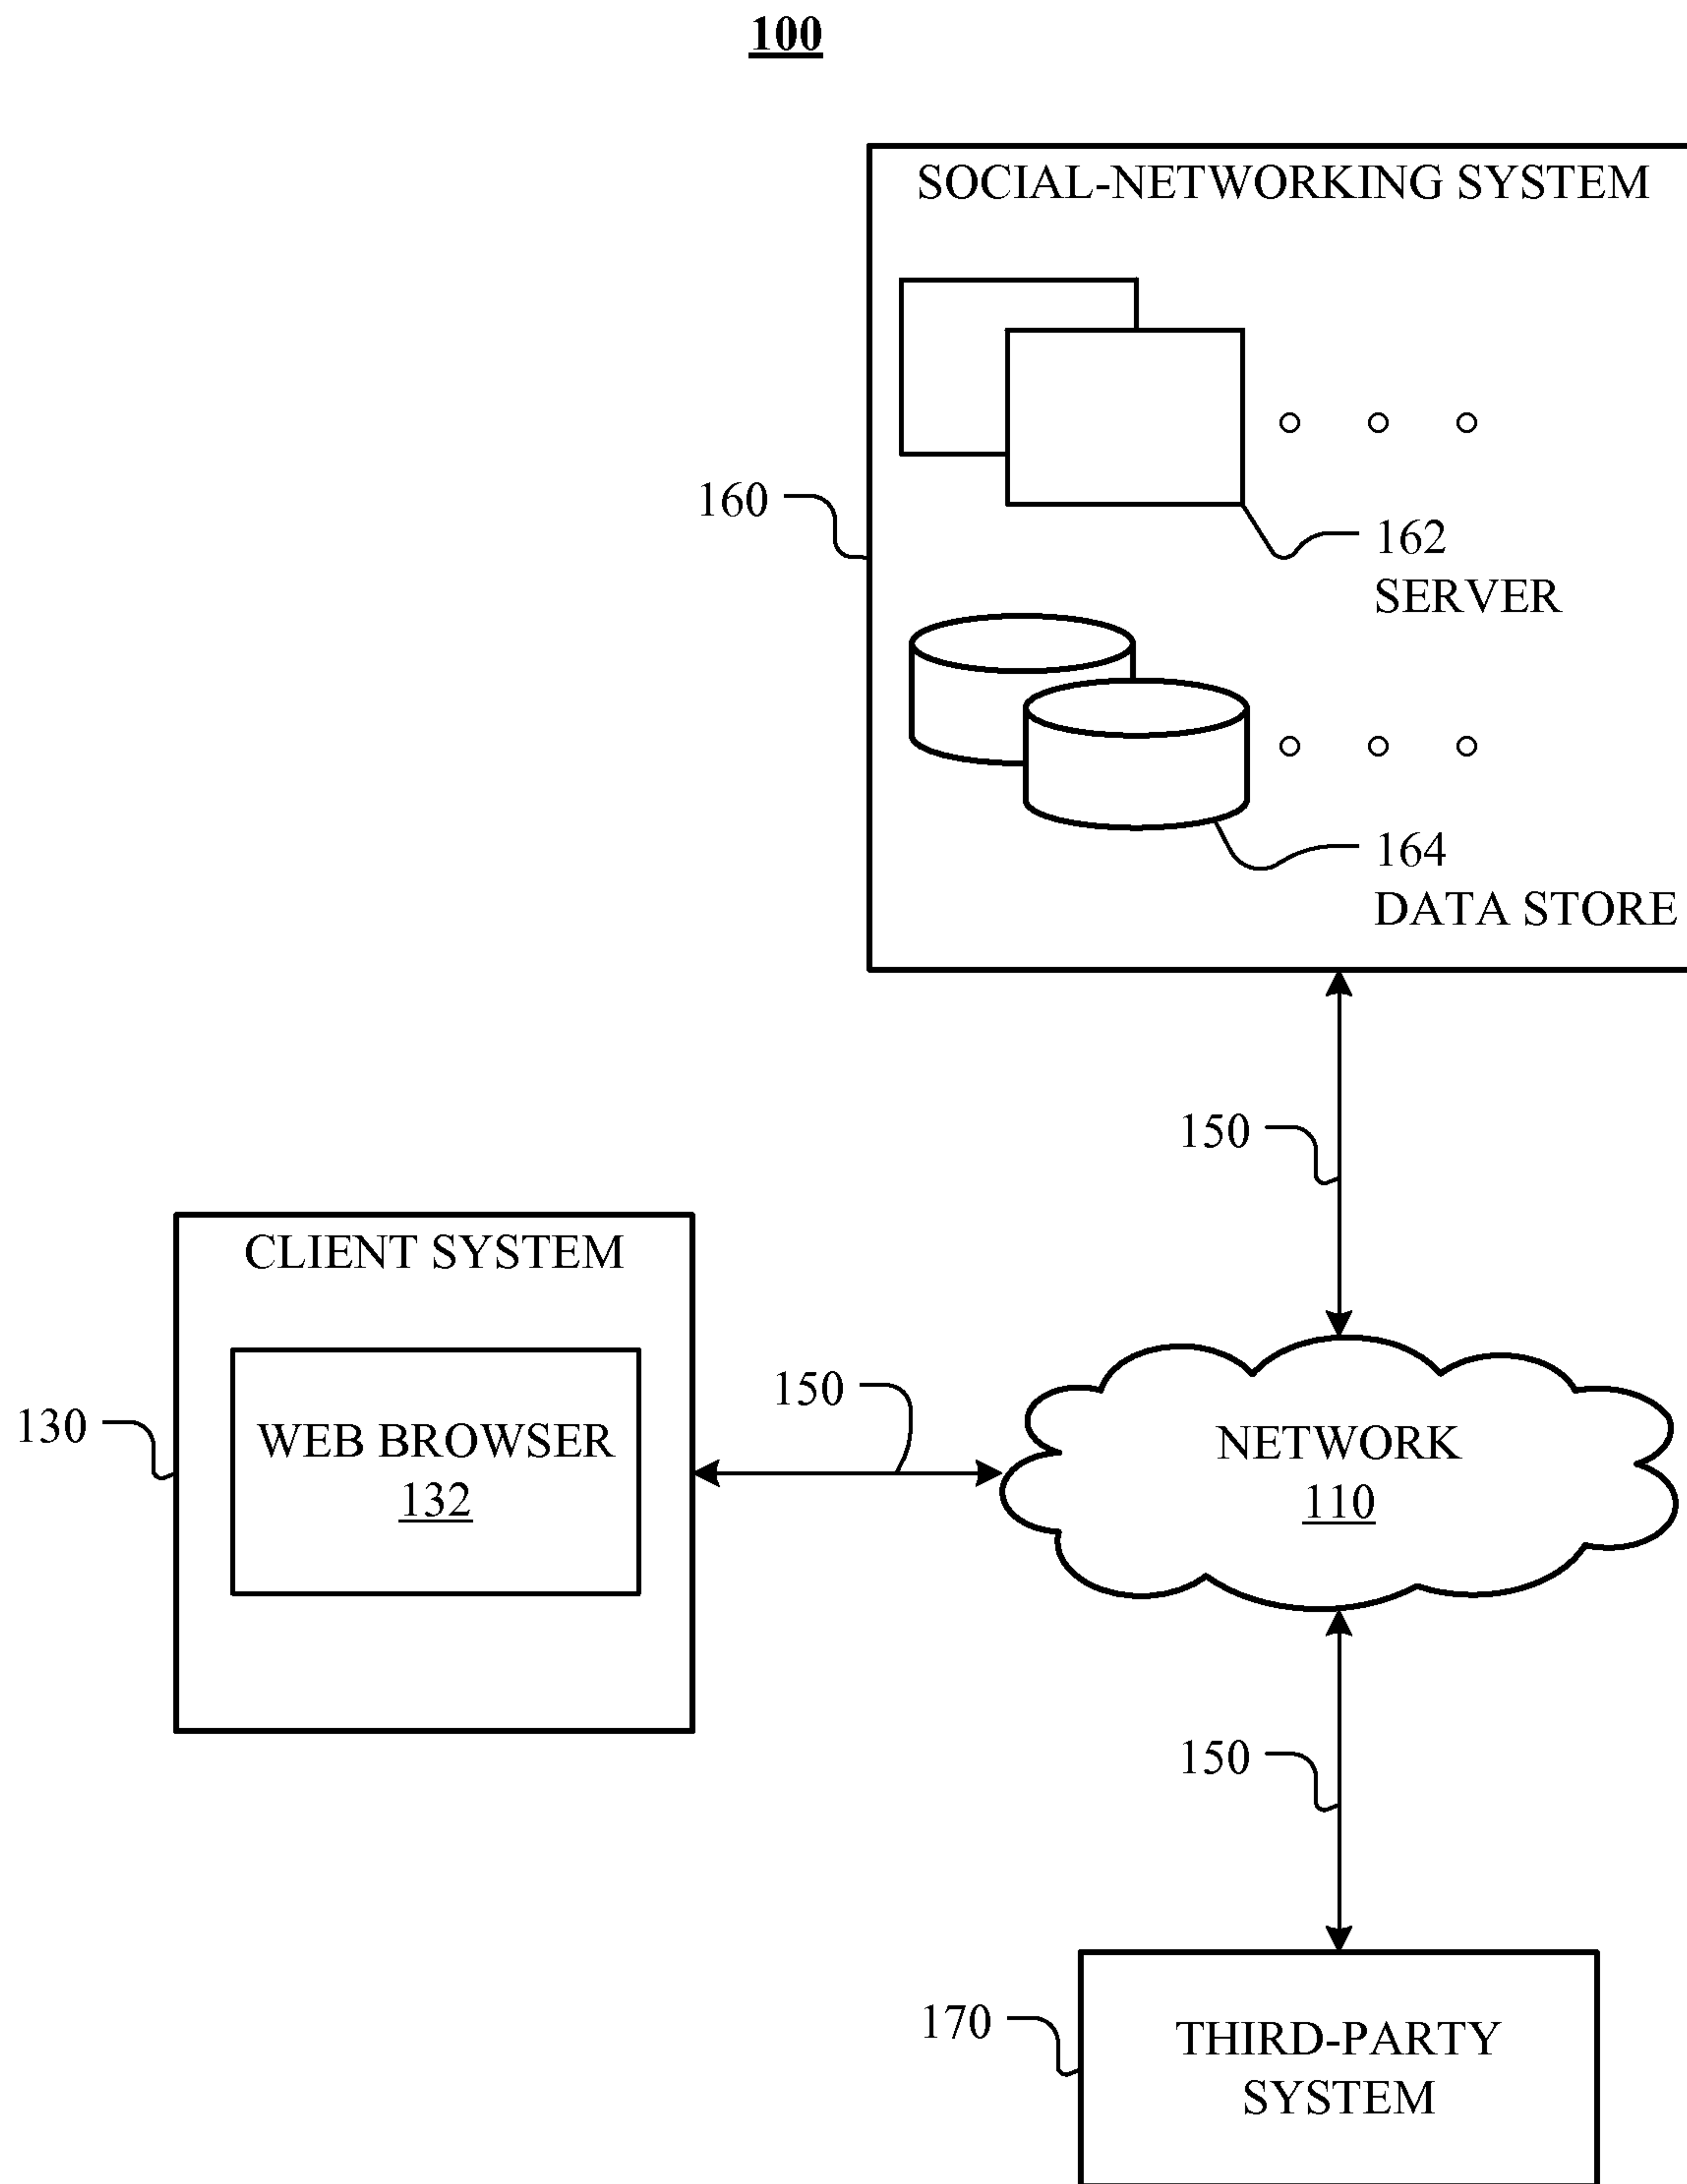 100
SOCIAL-NETWORKING SYSTEM
160
162
SERVER
164
DATA STORE
150
CLIENT SYSTEM
130
WEB BROWSER
132
150
NETWORK
110
150
170
THIRD-PARTY
SYSTEM